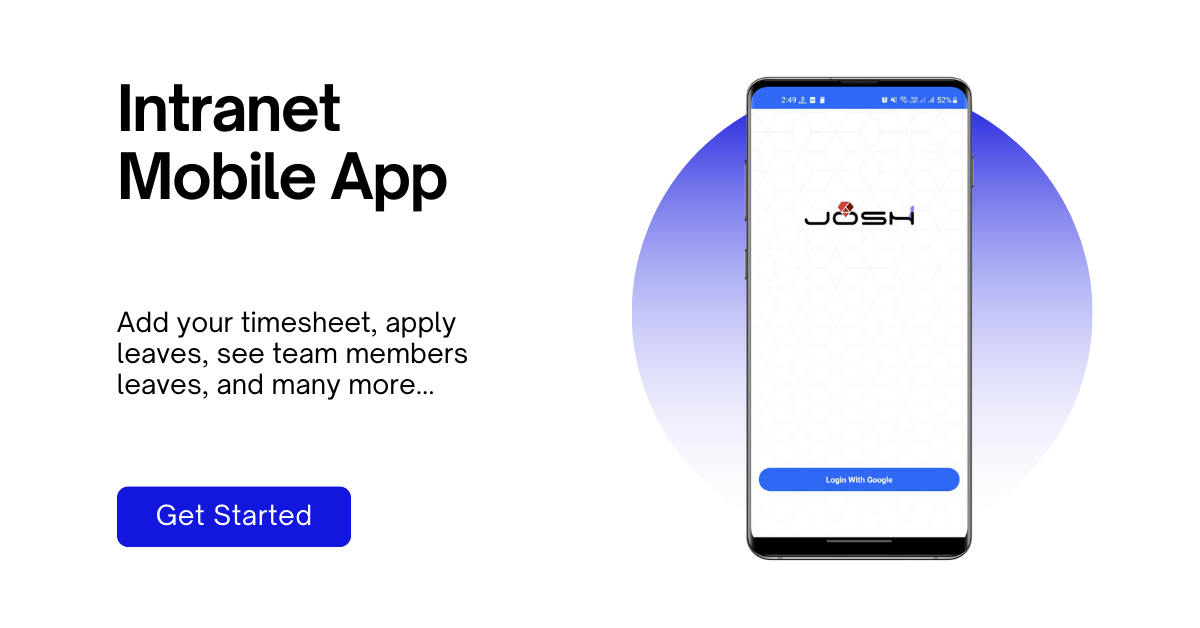 Intranet
Mobile App
Add your timesheet, apply
leaves, see team members
leaves, and many more...
Get Started
2:49
52%
JOSH
Login With Google